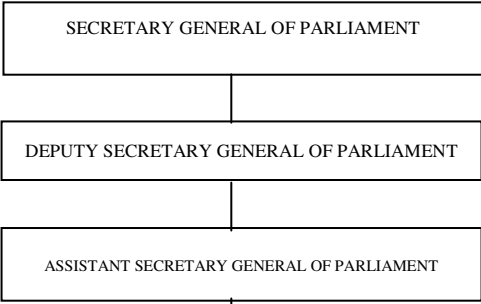 SECRETARY GENERAL OF PARLIAMENT
DEPUTY SECRETARY GENERAL OF PARLIAMENT
ASSISTANT SECRETARY GENERAL OF PARLIAMENT